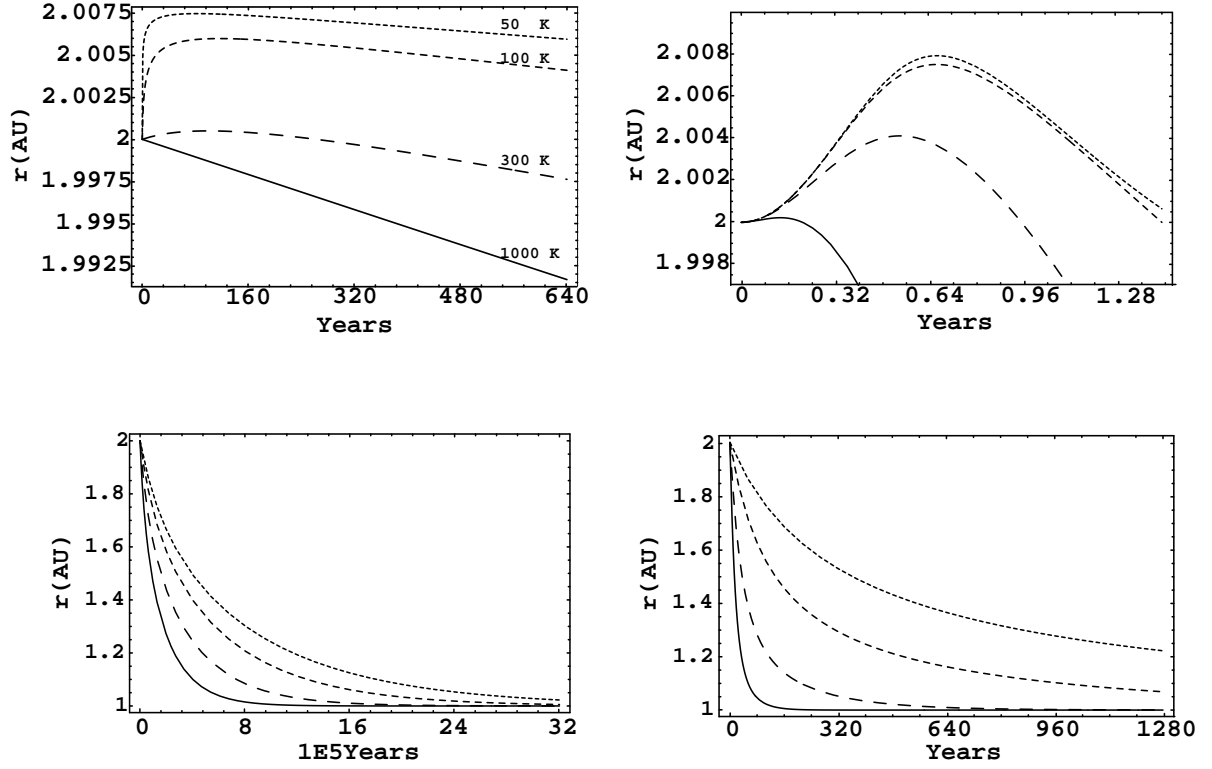 2.0075
2.005
2.0025
2
1.9975
1.995
1.9925
r(AU)
50 K
100 K
300 K
1000 K
0 160 320 480 640
Years
2.008
2.006
2.004
2.002
2
1.998
r(AU)
0 0.32 0.64 0.96 1.28
Years
2
1.8
1.6
1.4
1.2
1
r(AU)
0 8 16 24 32
1E5Years
2
1.8
1.6
1.4
1.2
1
r(AU)
0 320 640 960 1280
Years